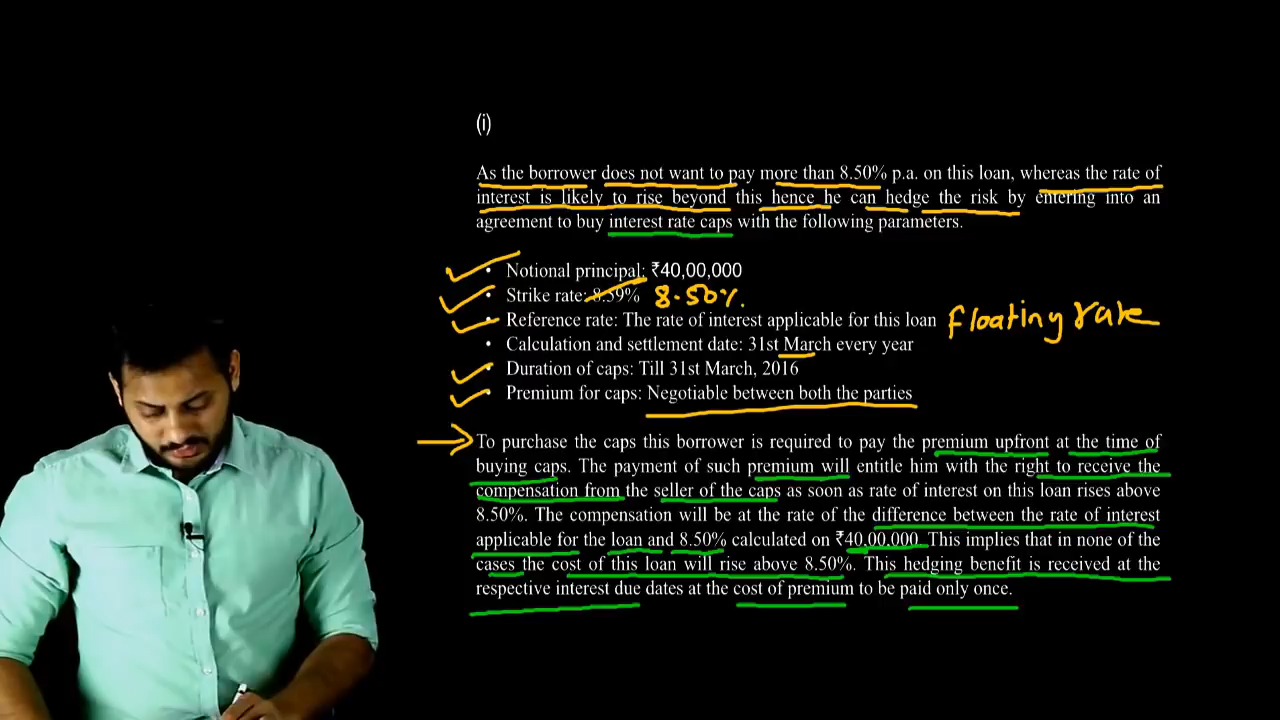 (i)
As the borrower does not want to pay more than 8.50% p.a. on this loan, whereas the rate of
interest is likely to rise beyond this hence he can hedge the risk by entering into an
agreement to buy interest rate caps with the following parameters.
• Notional principal: ₹40,00,000
• Strike rate: 8.59% 8.50%.
• Reference rate: The rate of interest applicable for this loan floating rate
• Calculation and settlement date: 31st March every year
• Duration of caps: Till 31st March, 2016
• Premium for caps: Negotiable between both the parties
To purchase the caps this borrower is required to pay the premium upfront at the time of
buying caps. The payment of such premium will entitle him with the right to receive the
compensation from the seller of the caps as soon as rate of interest on this loan rises above
8.50%. The compensation will be at the rate of the difference between the rate of interest
applicable for the loan and 8.50% calculated on ₹40,00,000 This implies that in none of the
cases the cost of this loan will rise above 8.50%. This hedging benefit is received at the
respective interest due dates at the cost of premium to be paid only once.